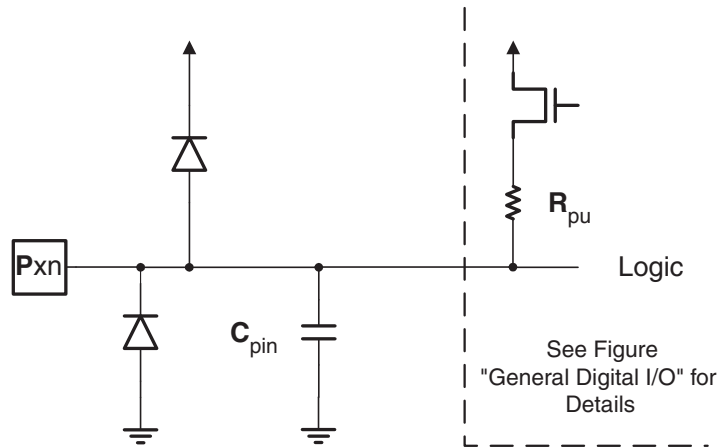 R
pu
Pxn
Logic
C
pin
See Figure
"General Digital I/O" for
Details